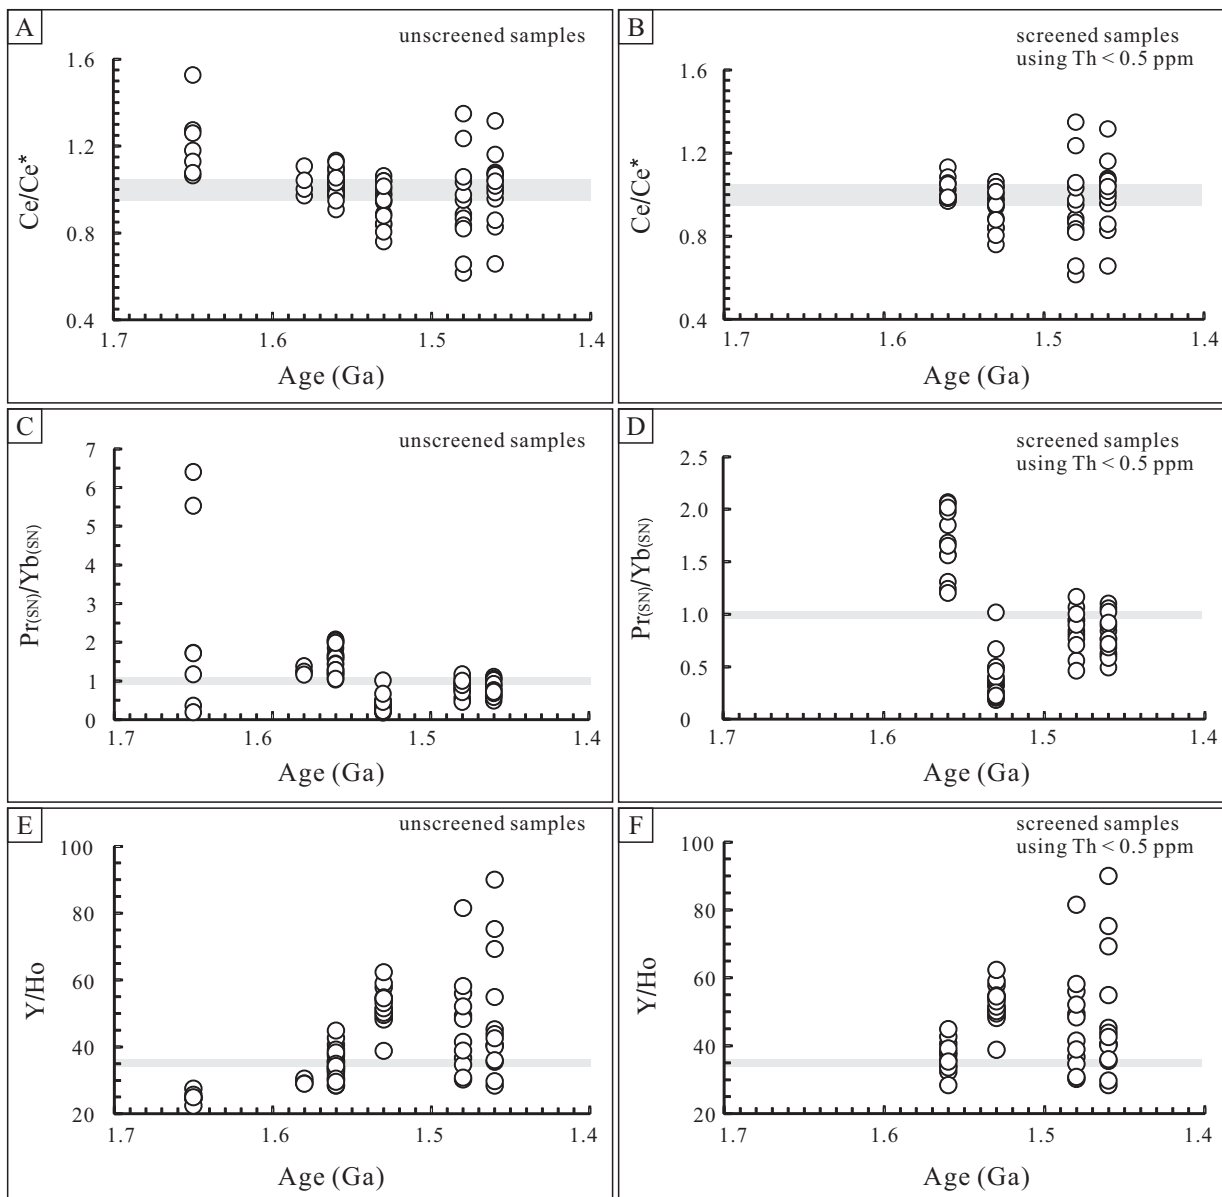 A
unscreened samples
1.6
1.2
0.8
0.4
Ce/Ce*
1.7
1.6
1.5
1.4
Age (Ga)
B
screened samples
using Th < 0.5 ppm
1.6
1.2
0.8
0.4
Ce/Ce*
1.7
1.6
1.5
1.4
Age (Ga)
C
unscreened samples
7
6
5
4
3
2
1
0
Pr(SN)/Yb(SN)
1.7
1.6
1.5
1.4
Age (Ga)
D
screened samples
using Th < 0.5 ppm
2.5
2.0
1.5
1.0
0.5
0
Pr(SN)/Yb(SN)
1.7
1.6
1.5
1.4
Age (Ga)
E
unscreened samples
100
80
60
40
20
Y/Ho
1.7
1.6
1.5
1.4
Age (Ga)
F
screened samples
using Th < 0.5 ppm
100
80
60
40
20
Y/Ho
1.7
1.6
1.5
1.4
Age (Ga)